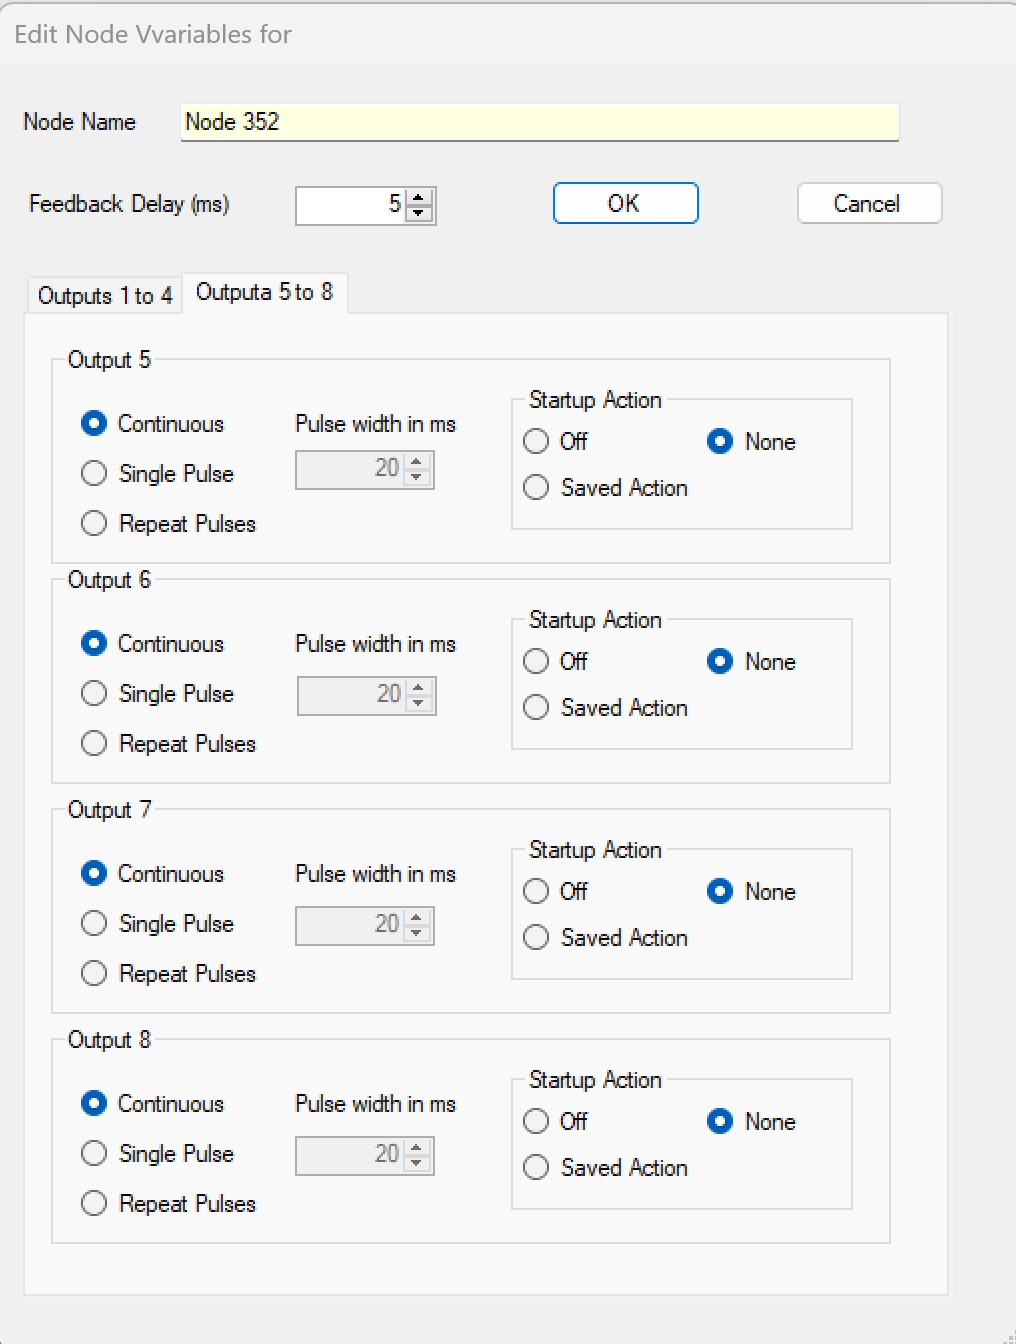 Edit Node Vvariables for
Node Name Node 352
Feedback Delay (ms) 5 OK Cancel
Outputs 1 to 4 Outputa 5 to 8
Output 5
Startup Action
Continuous Pulse width in ms
Off None
Single Pulse 20
Saved Action
Repeat Pulses
Output 6
Startup Action
Continuous Pulse width in ms
Off None
Single Pulse 20
Saved Action
Repeat Pulses
Output 7
Startup Action
Continuous Pulse width in ms
Off None
Single Pulse 20
Saved Action
Repeat Pulses
Output 8
Startup Action
Continuous Pulse width in ms
Off None
Single Pulse 20
Saved Action
Repeat Pulses